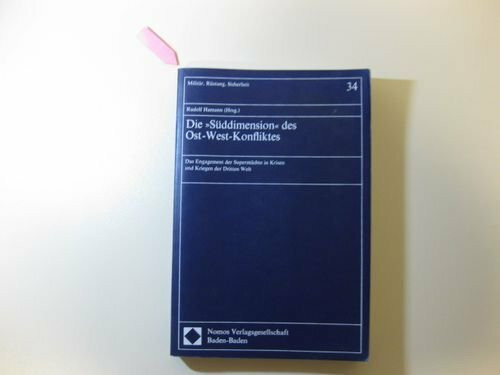 Militär, Rüstung, Sicherheit
34
Rudolf Hamann (Hrsg.)
Die »Süddimension« des
Ost-West-Konfliktes
Das Engagement der Supermächte in Krisen
und Kriegen der Dritten Welt
Nomos Verlagsgesellschaft
Baden-Baden